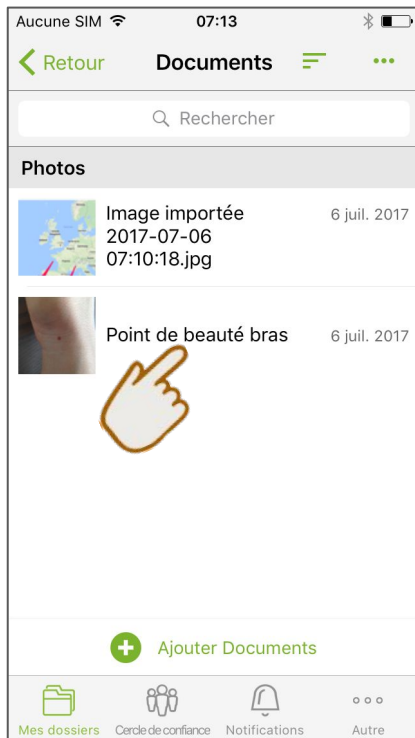 Aucune SIM 07:13
Retour Documents
Rechercher
Photos
Image importée 6 juil. 2017
2017-07-06
07:10:18.jpg
Point de beauté bras 6 juil. 2017
Ajouter Documents
Mes dossiers Cercle de confiance Notifications Autre